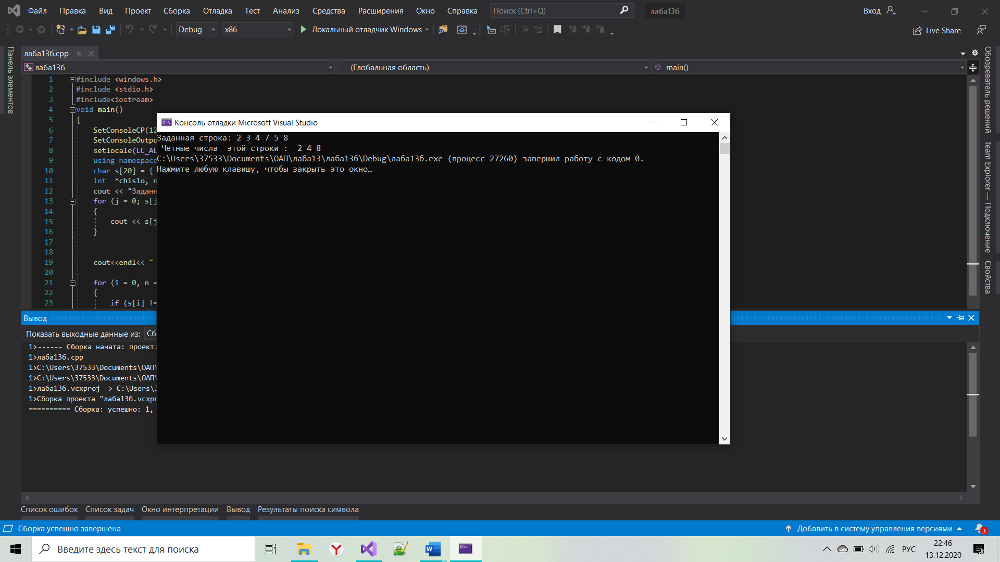 Файл Правка Вид Проект Сборка Отладка Тест Анализ Средства Расширения Окно Справка Поиск (Ctrl+Q) лаба13б Вход
Debug x86 Локальный отладчик Windows Live Share
Панель элементов
лаба13б.cpp
лаба13б (Глобальная область) main()
1 #include <windows.h>
2 #include <stdio.h>
3 #include<iostream>
4 void main()
5 {
6 SetConsoleCP(12
7 SetConsoleOutpu
8 setlocale(LC_AL
9 using namespace
10 char s[20] = {
11 int *chislo, n
12 cout << "Заданн
13 for (j = 0; s[j
14 {
15 cout << s[j
16 }
17
18
19 cout<<endl<< "
20
21 for (i = 0, n =
22 {
23 if (s[i] !=
Консоль отладки Microsoft Visual Studio
Заданная строка: 2 3 4 7 5 8
Четные числа этой строки : 2 4 8
C:\Users\37533\Documents\ОАП\лаба13\лаба13б\Debug\лаба13б.exe (процесс 27260) завершил работу с кодом 0.
Нажмите любую клавишу, чтобы закрыть это окно…
Обозреватель решений
Team Explorer — Подключение
Свойства
Вывод
Показать выходные данные из: Сб
1>------ Сборка начата: проект:
1>лаба13б.cpp
1>C:\Users\37533\Documents\ОАП\
1>C:\Users\37533\Documents\ОАП\
1>лаба13б.vcxproj -> C:\Users\3
1>Сборка проекта "лаба13б.vcxpr
========== Сборка: успешно: 1,
Список ошибок Список задач Окно интерпретации Вывод Результаты поиска символа
Сборка успешно завершена Добавить в систему управления версиями 3
Введите здесь текст для поиска РУС 22:46
13.12.2020